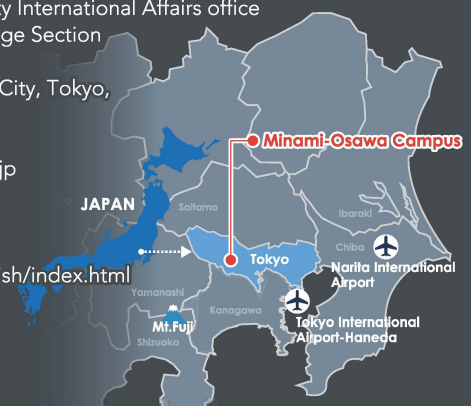 ty International Affairs office
ge Section
City, Tokyo,
jp
sh/index.html
Minami-Osawa Campus
JAPAN
Saitama
Ibaraki
Tokyo
Chiba
Narita International
Airport
Yamanashi
Kanagawa
Mt.Fuji
Tokyo International
Airport-Haneda
Shizuoka